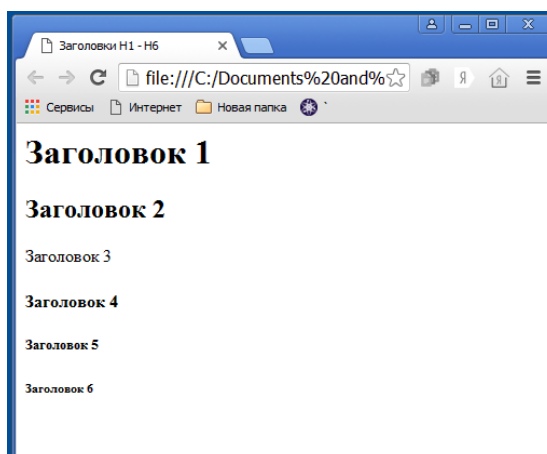 Заголовки H1 - H6
file:///C:/Documents%20and%
Я
Я
Сервисы Интернет Новая папка `
Заголовок 1
Заголовок 2
Заголовок 3
Заголовок 4
Заголовок 5
Заголовок 6